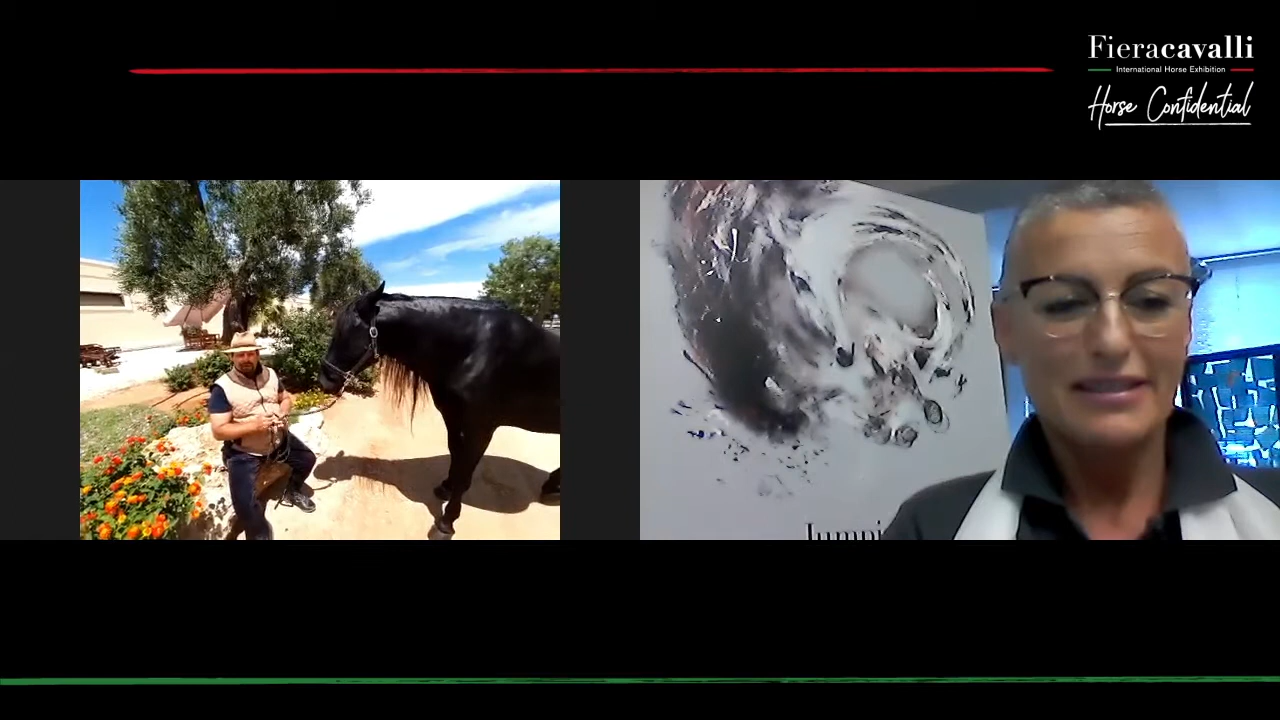 Fieracavalli
International Horse Exhibition
Horse Confidential